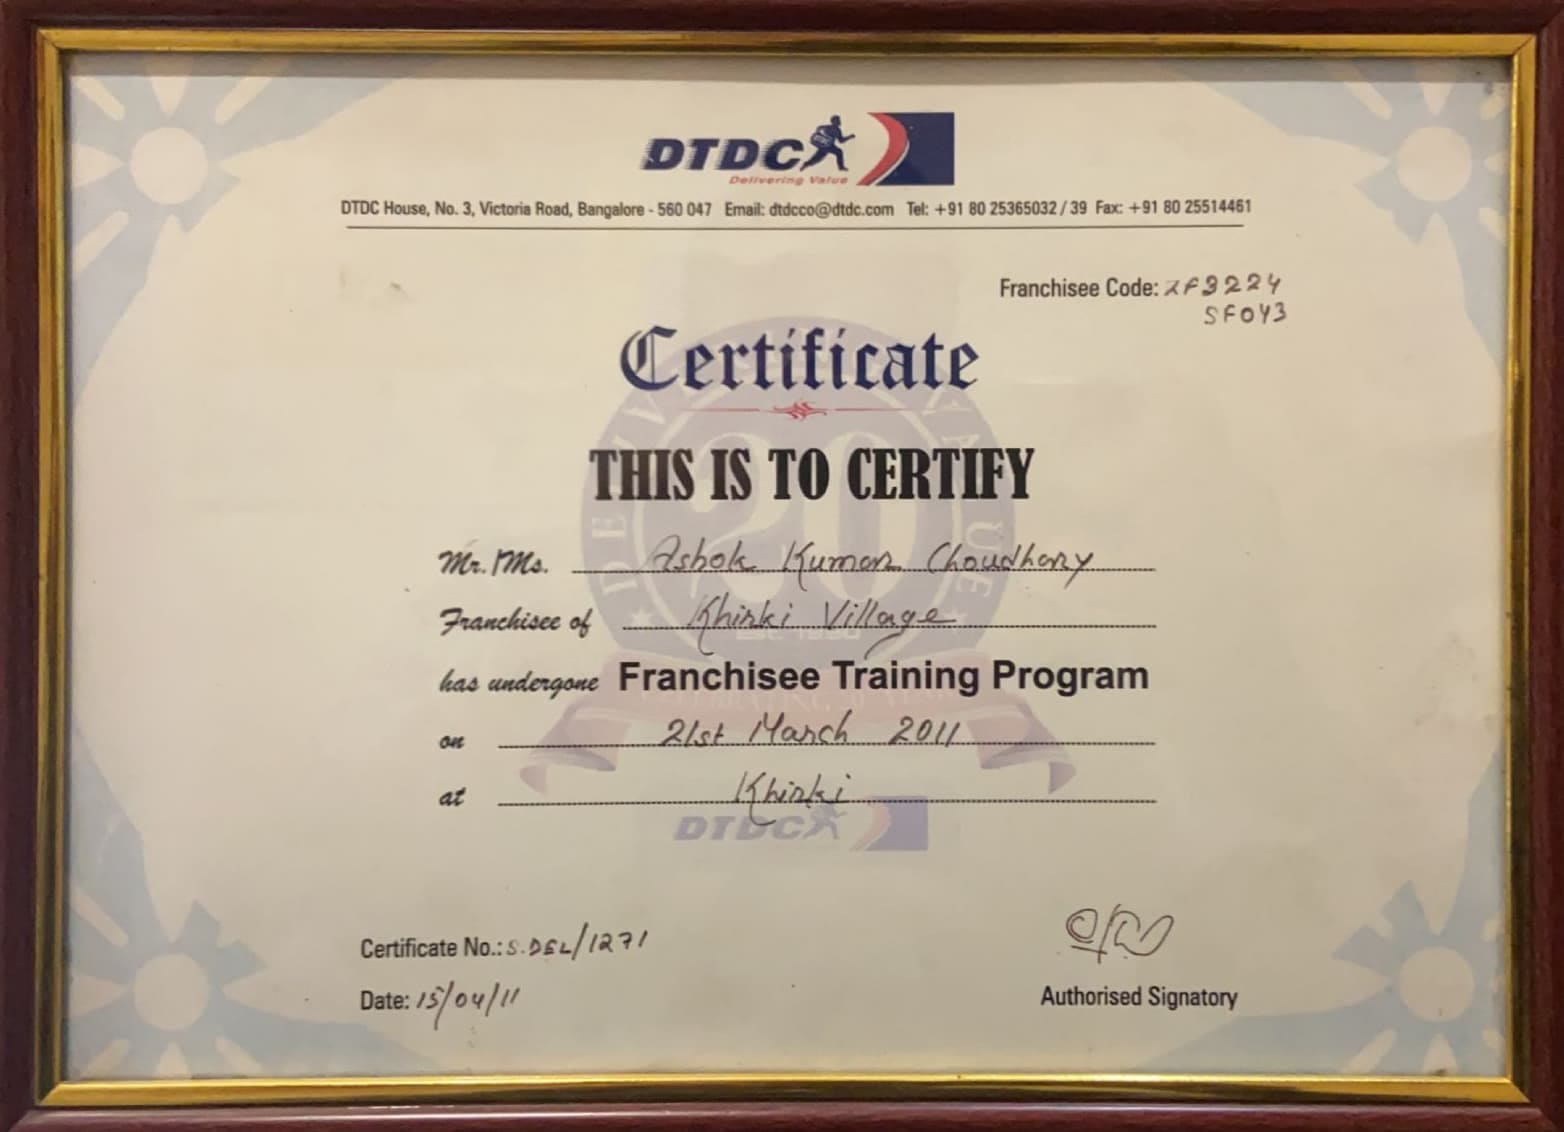 DTDC
Delivering Value
DTDC House, No. 3, Victoria Road, Bangalore - 560 047 Email: dtdcco@dtdc.com Tel: +91 80 25365032 / 39 Fax: +91 80 25514461
Franchisee Code: ZF3224
SF043
Certificate
THIS IS TO CERTIFY
Mr./Ms. Ashok Kumar Choudhary
Franchisee of Khirki Village
has undergone Franchisee Training Program
on 21st March 2011
at Khirki
DTDC
Certificate No.: S.DEL/1271
Date: 15/04/11
Authorised Signatory
20